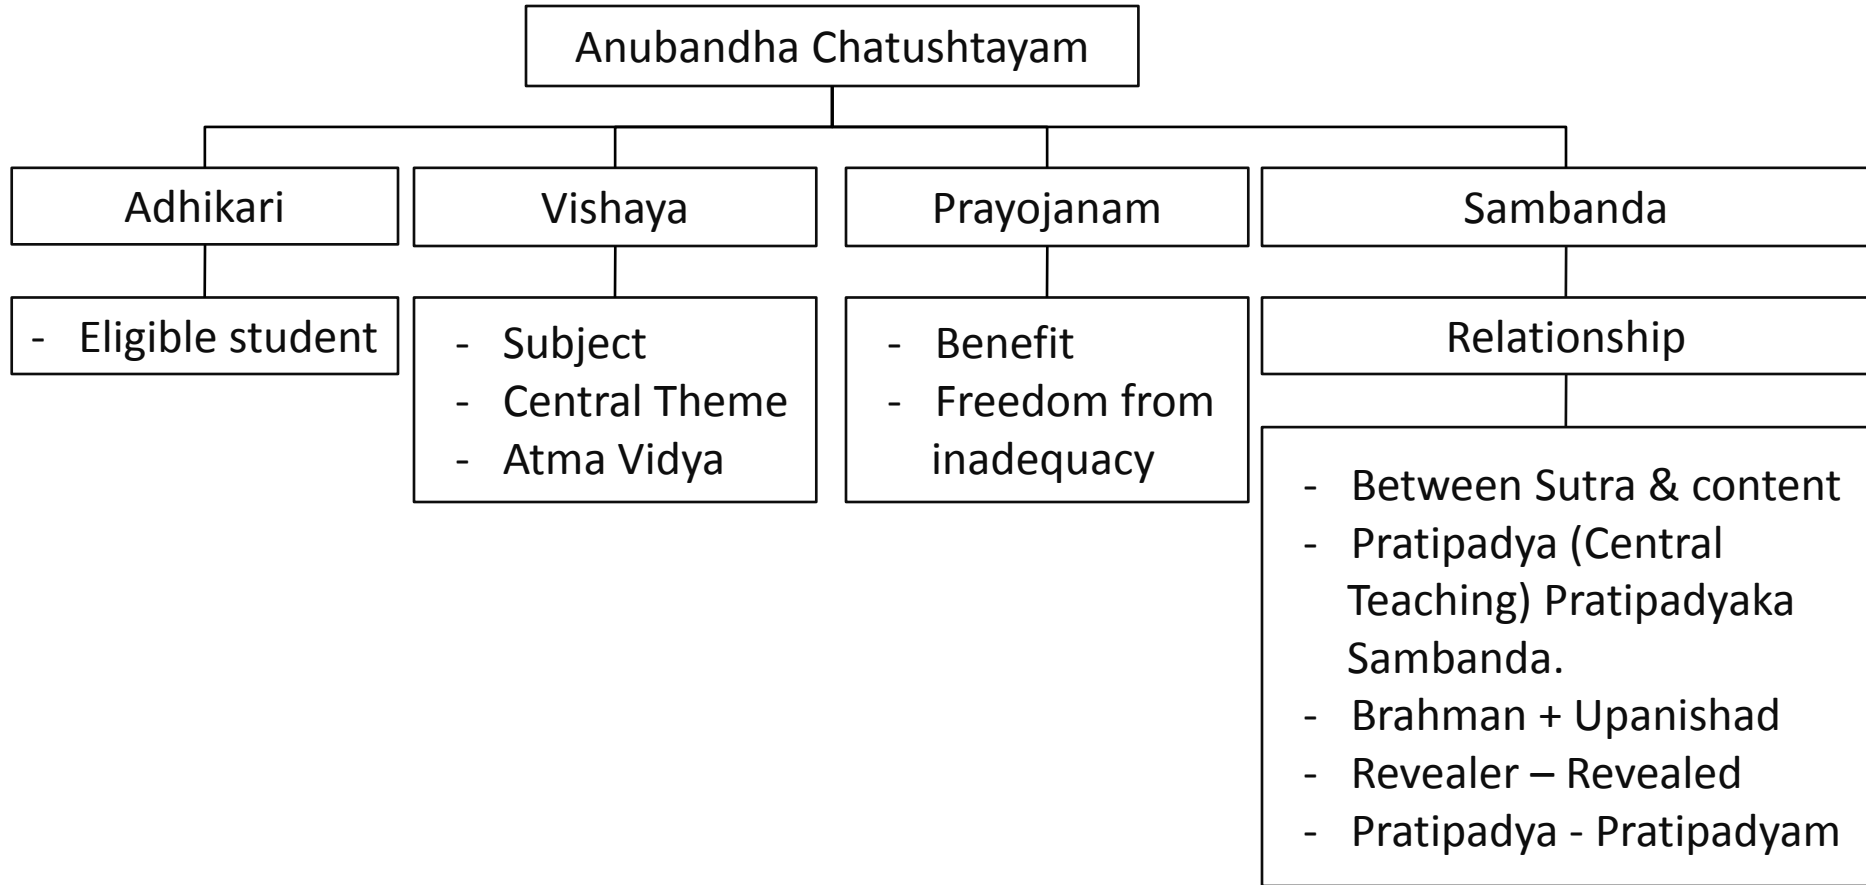 Anubandha Chatushtayam
Adhikari
Vishaya
Prayojanam
Sambanda
- Eligible student
- Subject
- Central Theme
- Atma Vidya
- Benefit
- Freedom from
inadequacy
Relationship
- Between Sutra & content
- Pratipadya (Central
Teaching) Pratipadyaka
Sambanda.
- Brahman + Upanishad
- Revealer – Revealed
- Pratipadya - Pratipadyam